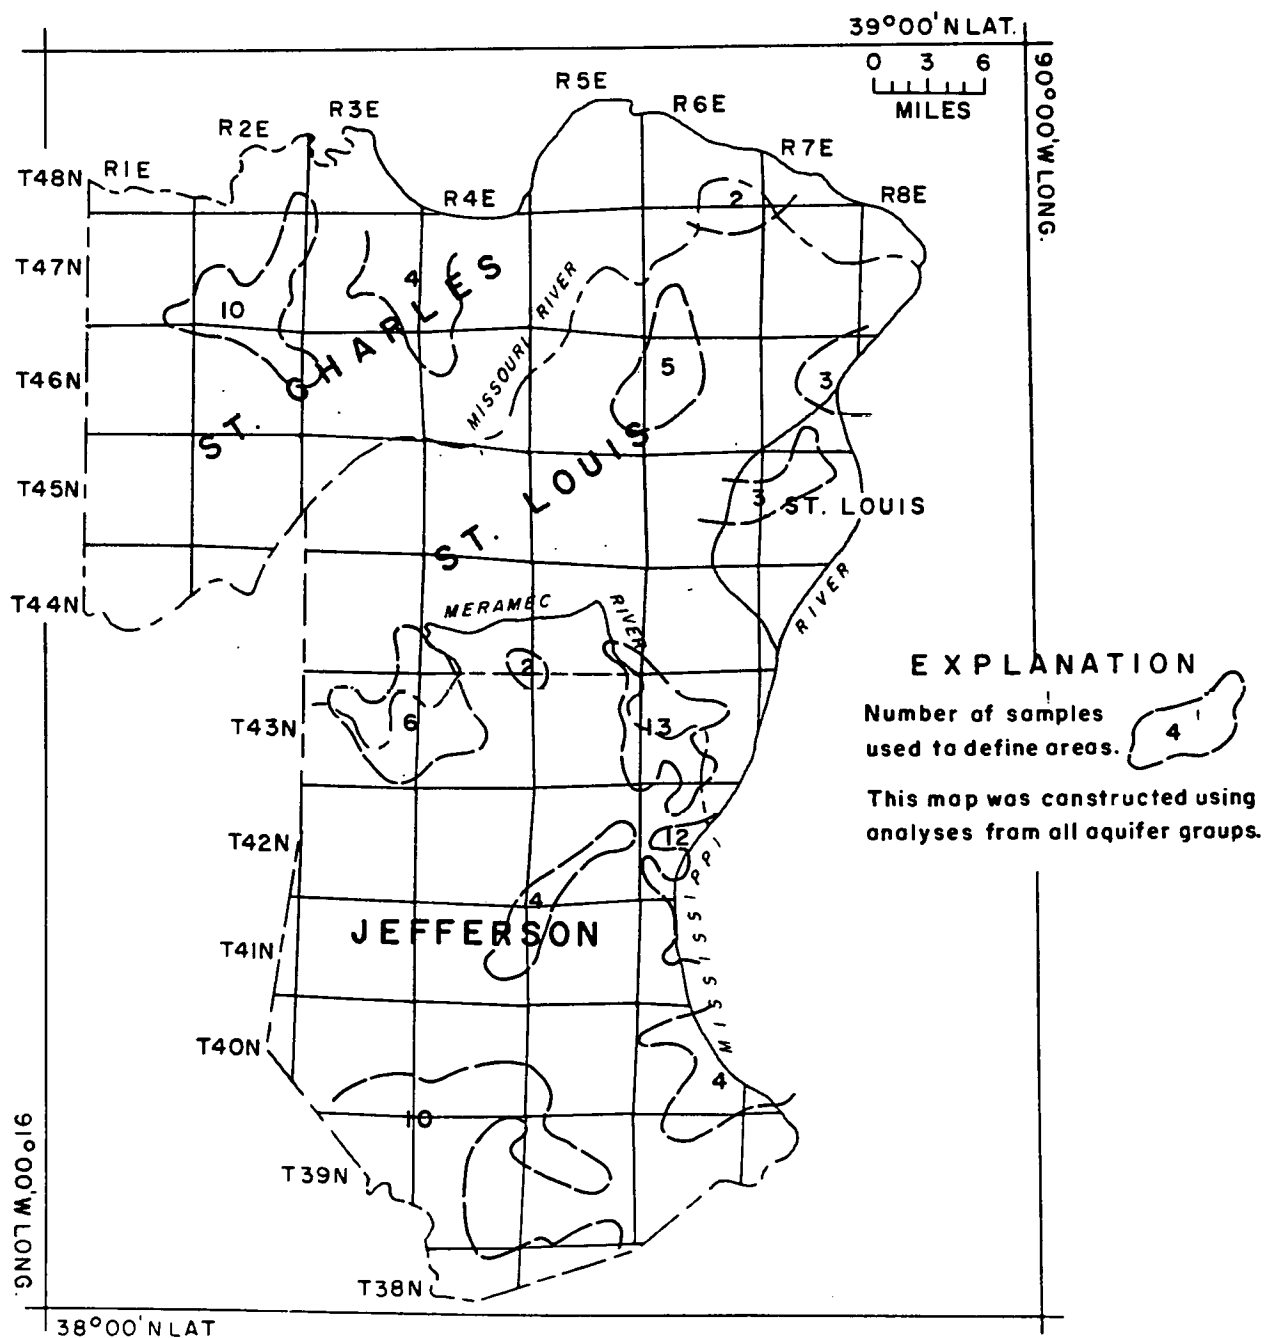 39°00'N LAT.
90°00'W LONG.
0 3 6
MILES
R5E
R6E
R3E
R2E
R7E
R1E
T48N
R4E
R8E
2
T47N
4
10
ST. CHARLES
MISSOURI RIVER
5
T46N
3
ST. LOUIS
T45N
3
ST. LOUIS
T44N
MERAMEC RIVER
RIVER
2
EXPLANATION
Number of samples
used to define areas.
4
This map was constructed using
analyses from all aquifer groups.
T43N
6
13
T42N
12
MISSISSIPPI
4
JEFFERSON
T41N
T40N
4
10
91°00'W LONG.
T39N
T38N
38°00'N LAT